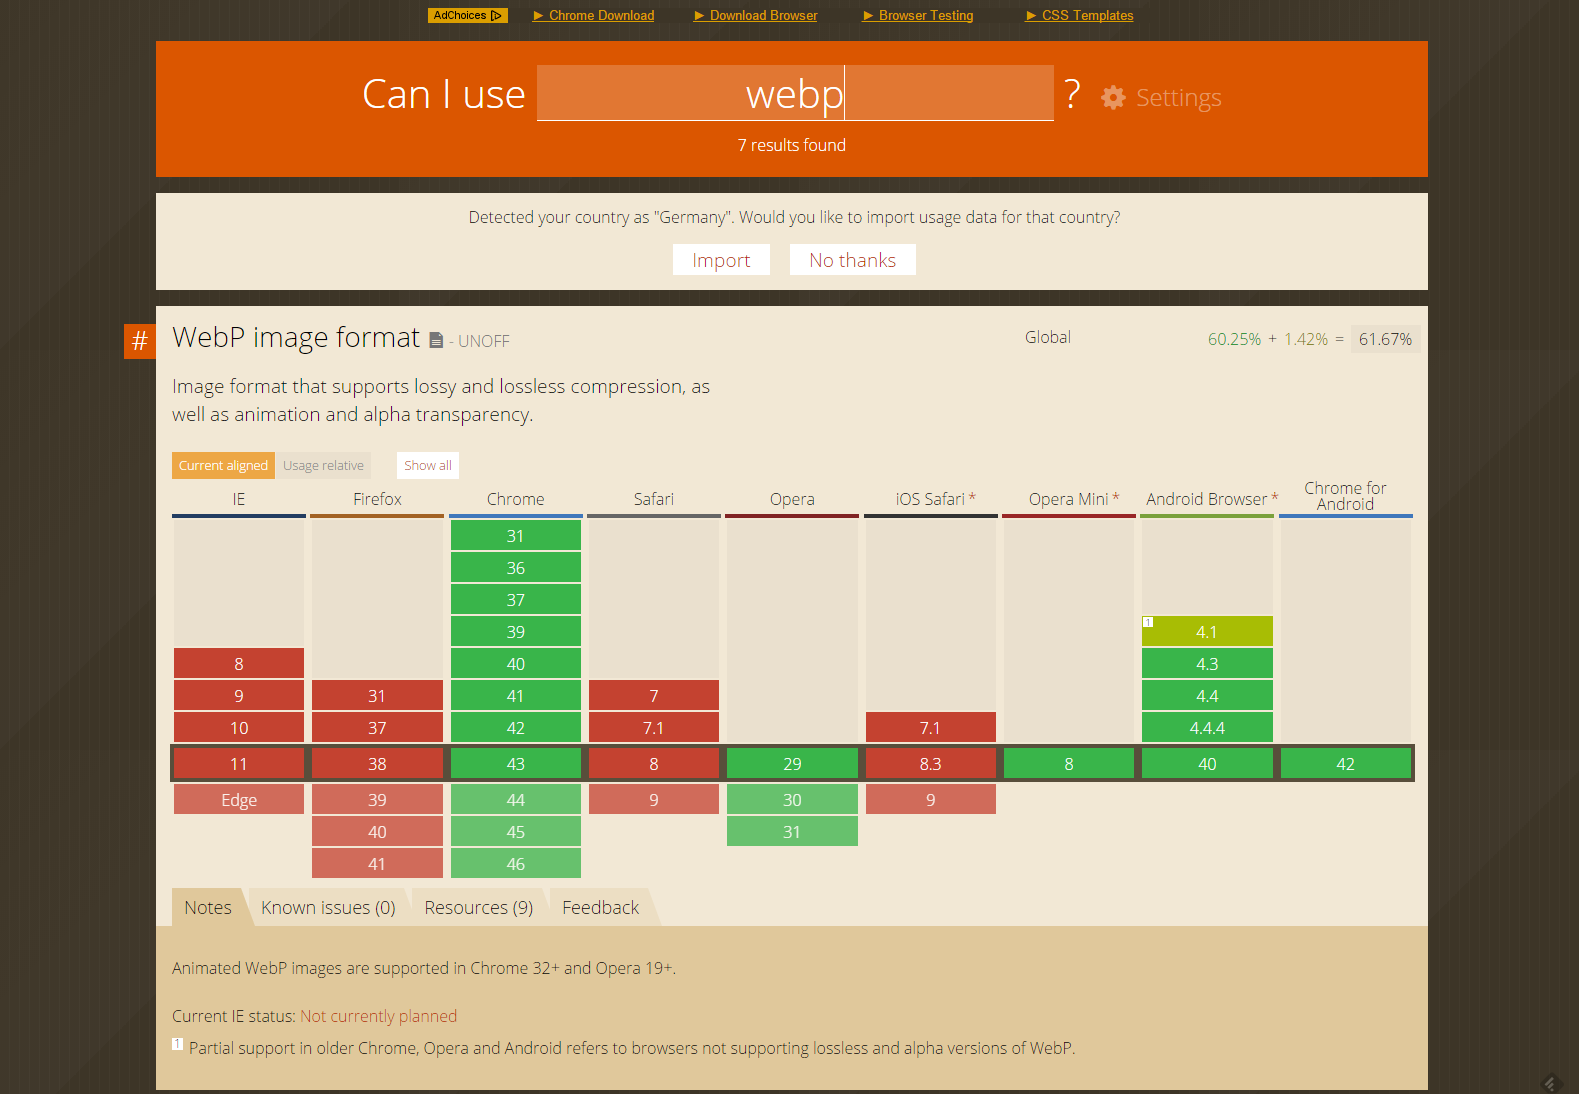 AdChoices ► Chrome Download ► Download Browser ► Browser Testing ► CSS Templates
Can I use webp ? Settings
7 results found
Detected your country as "Germany". Would you like to import usage data for that country?
Import No thanks
# WebP image format - UNOFF Global 60.25% + 1.42% = 61.67%
Image format that supports lossy and lossless compression, as
well as animation and alpha transparency.
Current aligned Usage relative Show all
IE Firefox Chrome Safari Opera iOS Safari * Opera Mini * Android Browser * Chrome for Android
31
36
37
39 1 4.1
8 40 4.3
9 31 41 7 4.4
10 37 42 7.1 7.1 4.4.4
11 38 43 8 29 8.3 8 40 42
Edge 39 44 9 30 9
40 45 31
41 46
Notes Known issues (0) Resources (9) Feedback
Animated WebP images are supported in Chrome 32+ and Opera 19+.
Current IE status: Not currently planned
1 Partial support in older Chrome, Opera and Android refers to browsers not supporting lossless and alpha versions of WebP.